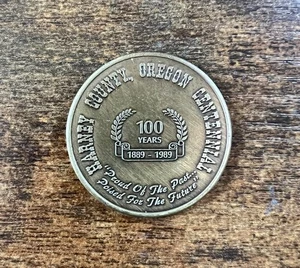 HARNEY COUNTY, OREGON CENTENNIAL
100
YEARS
1889 - 1989
"Proud Of The Past...
Poised For The Future"